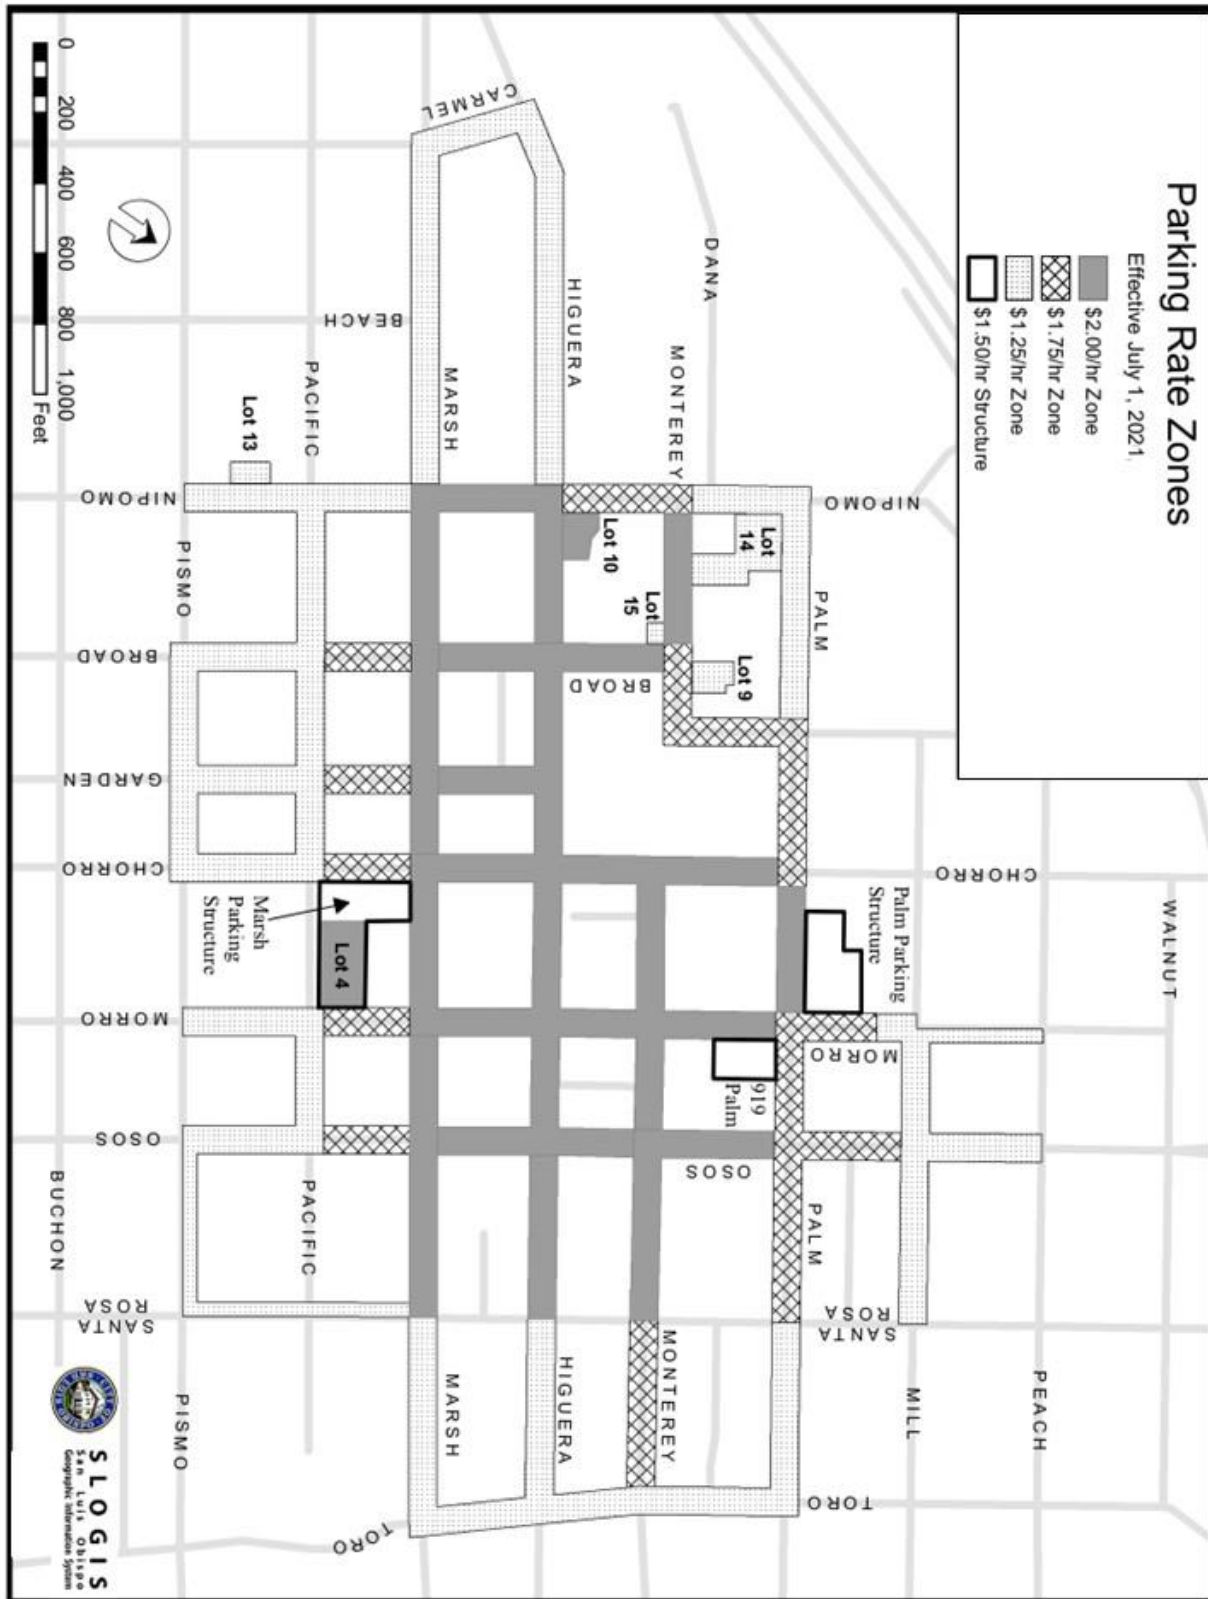 Parking Rate Zones
Effective July 1, 2021.
$2.00/hr Zone
$1.75/hr Zone
$1.25/hr Zone
$1.50/hr Structure
PEACH
WALNUT
MILL
CHORRO
NIPOMO
PALM
Palm Parking
Structure
MORRO
SANTA
ROSA
PALM
TORO
DANA
MONTEREY
Lot
14
Lot 9
919
Palm
OSOS
MONTEREY
Lot
15
Lot 10
BROAD
HIGUERA
HIGUERA
CARMEL
MARSH
MARSH
BEACH
TORO
Lot 4
PACIFIC
PACIFIC
Lot 13
Marsh
Parking
Structure
NIPOMO
BROAD
GARDEN
CHORRO
MORRO
OSOS
SANTA
ROSA
PISMO
PISMO
BUCHON
0
200
400
600
800
1,000
Feet
SLOGIS
San Luis Obispo
Geographic Information System